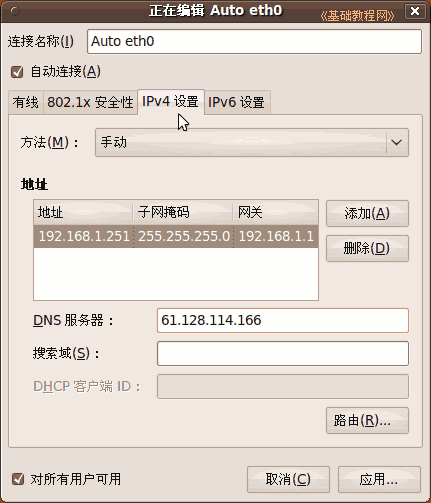 正在编辑 Auto eth0
《基础教程网》
连接名称(I) Auto eth0
自动连接(A)
有线 802.1x 安全性 IPv4 设置 IPv6 设置
方法(M)： 手动
地址
地址 子网掩码 网关
192.168.1.251 255.255.255.0 192.168.1.1
添加(A)
删除(D)
DNS 服务器： 61.128.114.166
搜索域(S)：
DHCP 客户端 ID：
路由(R)...
对所有用户可用
取消(C) 应用...